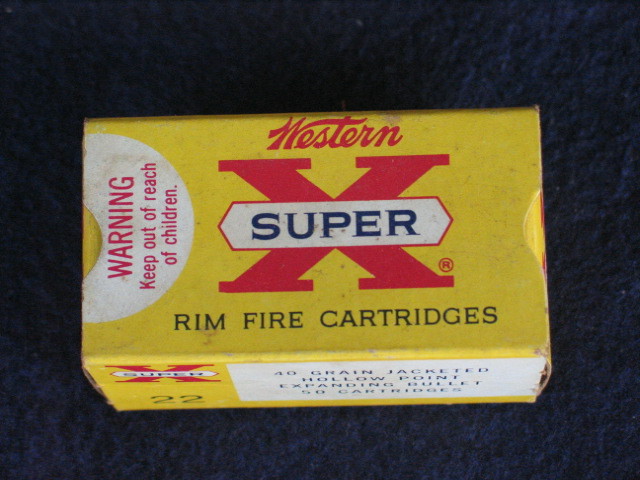 Western
X
SUPER
®
RIM FIRE CARTRIDGES
WARNING
Keep out of reach
of children.
X
SUPER
22
40 GRAIN JACKETED
HOLLOW POINT
EXPANDING BULLET
50 CARTRIDGES